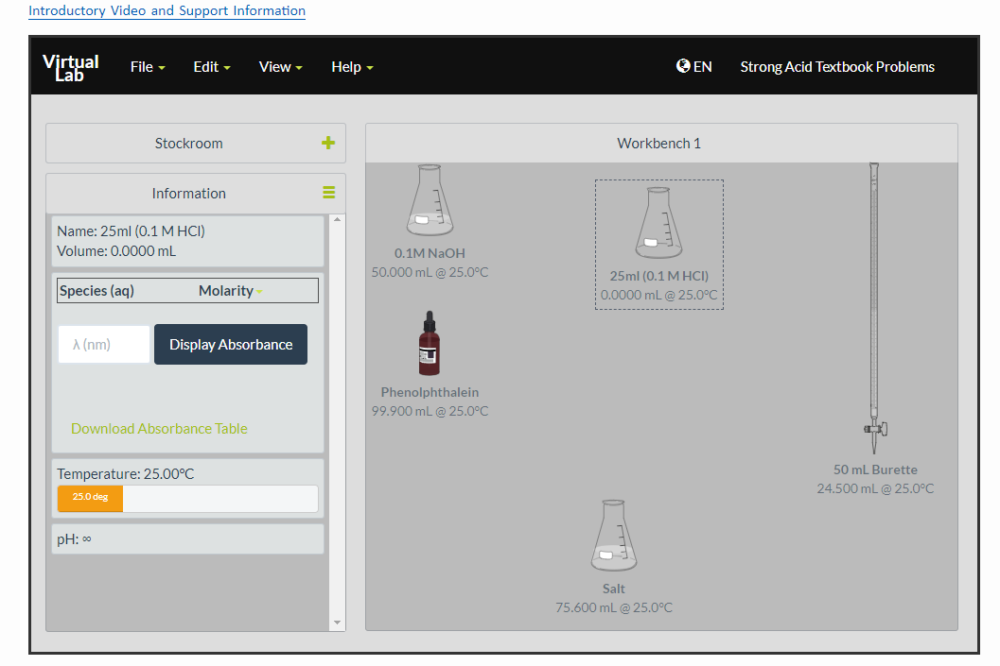 Introductory Video and Support Information
Virtual Lab
File
Edit
View
Help
EN
Strong Acid Textbook Problems
Stockroom
Information
Name: 25ml (0.1 M HCl)
Volume: 0.0000 mL
Species (aq) Molarity
λ (nm)
Display Absorbance
Download Absorbance Table
Temperature: 25.00°C
25.0 deg
pH: ∞
Workbench 1
0.1M NaOH
50.000 mL @ 25.0°C
25ml (0.1 M HCl)
0.0000 mL @ 25.0°C
Phenolphthalein
99.900 mL @ 25.0°C
50 mL Burette
24.500 mL @ 25.0°C
Salt
75.600 mL @ 25.0°C